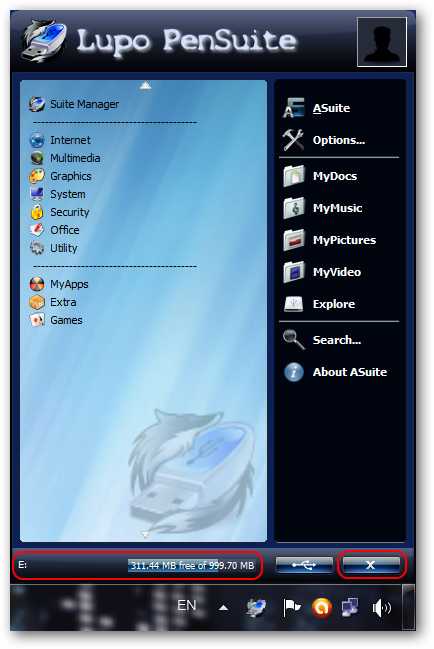 Lupo PenSuite
Suite Manager
Internet
Multimedia
Graphics
System
Security
Office
Utility
MyApps
Extra
Games
ASuite
Options...
MyDocs
MyMusic
MyPictures
MyVideo
Explore
Search...
About ASuite
E: 311.44 MB free of 999.70 MB
X
EN